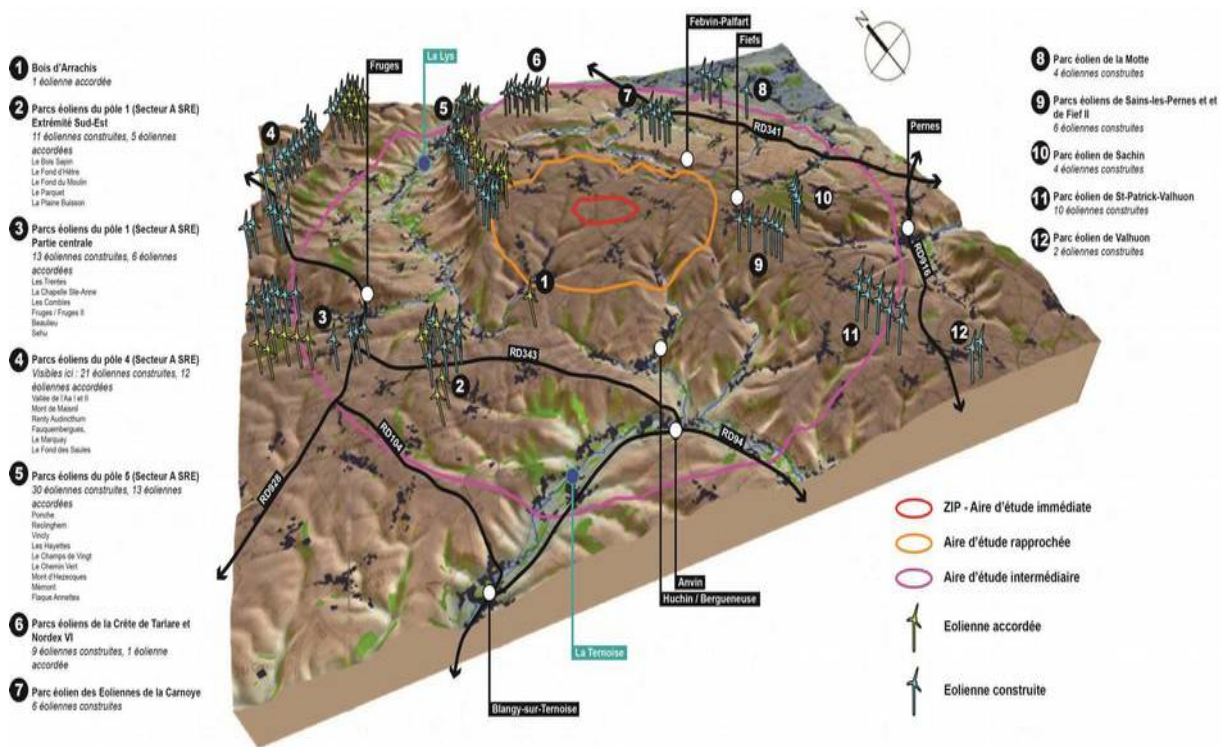 1 Bois d'Arrachis
1 éolienne accordée
2 Parcs éoliens du pôle 1 (Secteur A SRE)
Extrémité Sud-Est
11 éoliennes construites, 5 éoliennes
accordées
Le Bois Sapin
Le Fond d'Hêtre
Le Fond du Moulin
Le Parquet
La Plaine Buisson
3 Parcs éoliens du pôle 1 (Secteur A SRE)
Partie centrale
13 éoliennes construites, 6 éoliennes
accordées
Les Trentes
La Chapelle Ste-Anne
Les Combles
Fruges / Fruges II
Beaulieu
Sehu
4 Parcs éoliens du pôle 4 (Secteur A SRE)
Visibles ici : 21 éoliennes construites, 12
éoliennes accordées
Vallée de l'Aa I et II
Mont de Maisnil
Renty Audincthum
Fauquembergues,
Le Marquay
Le Fond des Saules
5 Parcs éoliens du pôle 5 (Secteur A SRE)
30 éoliennes construites, 13 éoliennes
accordées
Ponche
Reclinghem
Vincly
Les Hayettes
Le Champs de Vingt
Le Chemin Vert
Mont d'Hezecques
Mémont
Flaque Annettes
6 Parcs éoliens de la Crête de Tarlare et
Nordex VI
9 éoliennes construites, 1 éolienne
accordée
7 Parc éolien des Eoliennes de la Carnoye
6 éoliennes construites
Febvin-Palfart
Fiefs
La Lys
Fruges
Pernes
N
6
7
8
5
4
RD341
10
9
RD916
1
3
11
12
RD343
2
RD104
RD94
RD928
Anvin
Huchin / Bergueneuse
La Ternoise
Blangy-sur-Ternoise
8 Parc éolien de la Motte
4 éoliennes construites
9 Parcs éoliens de Sains-les-Pernes et et
de Fief II
6 éoliennes construites
10 Parc éolien de Sachin
4 éoliennes construites
11 Parc éolien de St-Patrick-Valhuon
10 éoliennes construites
12 Parc éolien de Valhuon
2 éoliennes construites
ZIP - Aire d'étude immédiate
Aire d'étude rapprochée
Aire d'étude intermédiaire
Eolienne accordée
Eolienne construite